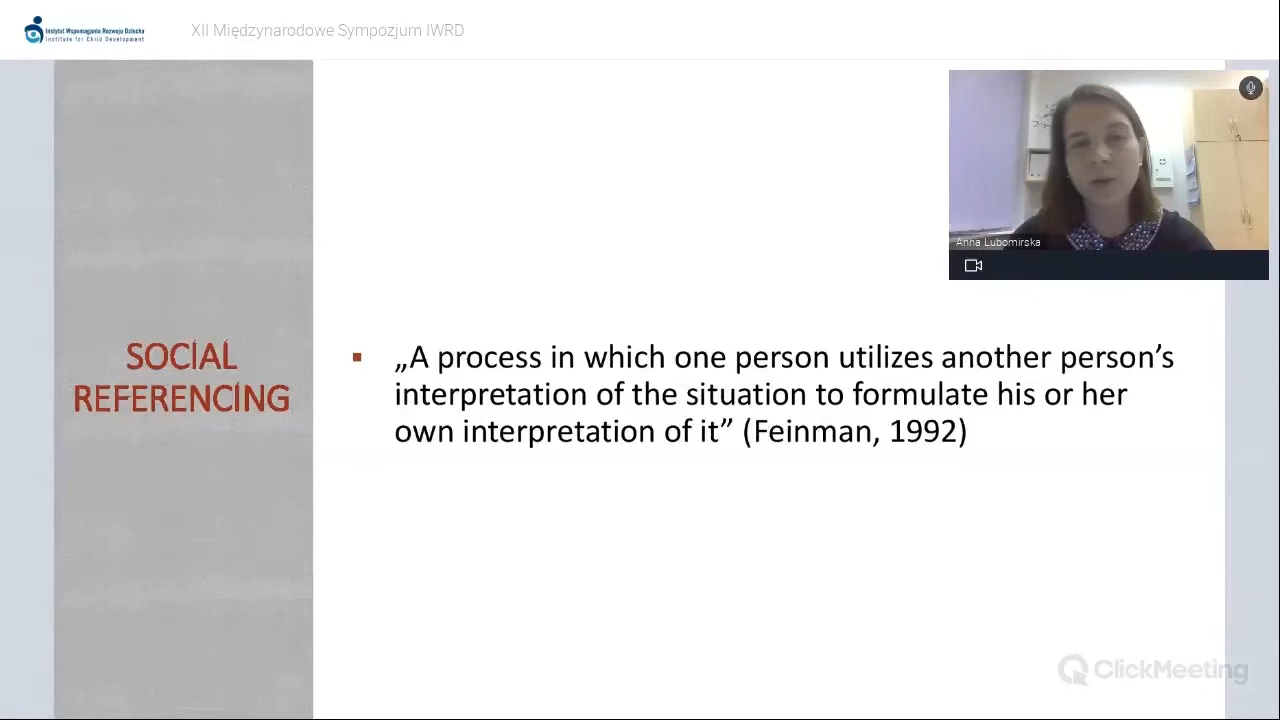 Instytut Wspomagania Rozwoju Dziecka
Institute for Child Development
XII Międzynarodowe Sympozjum IWRD
Anna Lubomirska
SOCIAL
REFERENCING
„A process in which one person utilizes another person’s
interpretation of the situation to formulate his or her
own interpretation of it” (Feinman, 1992)
ClickMeeting